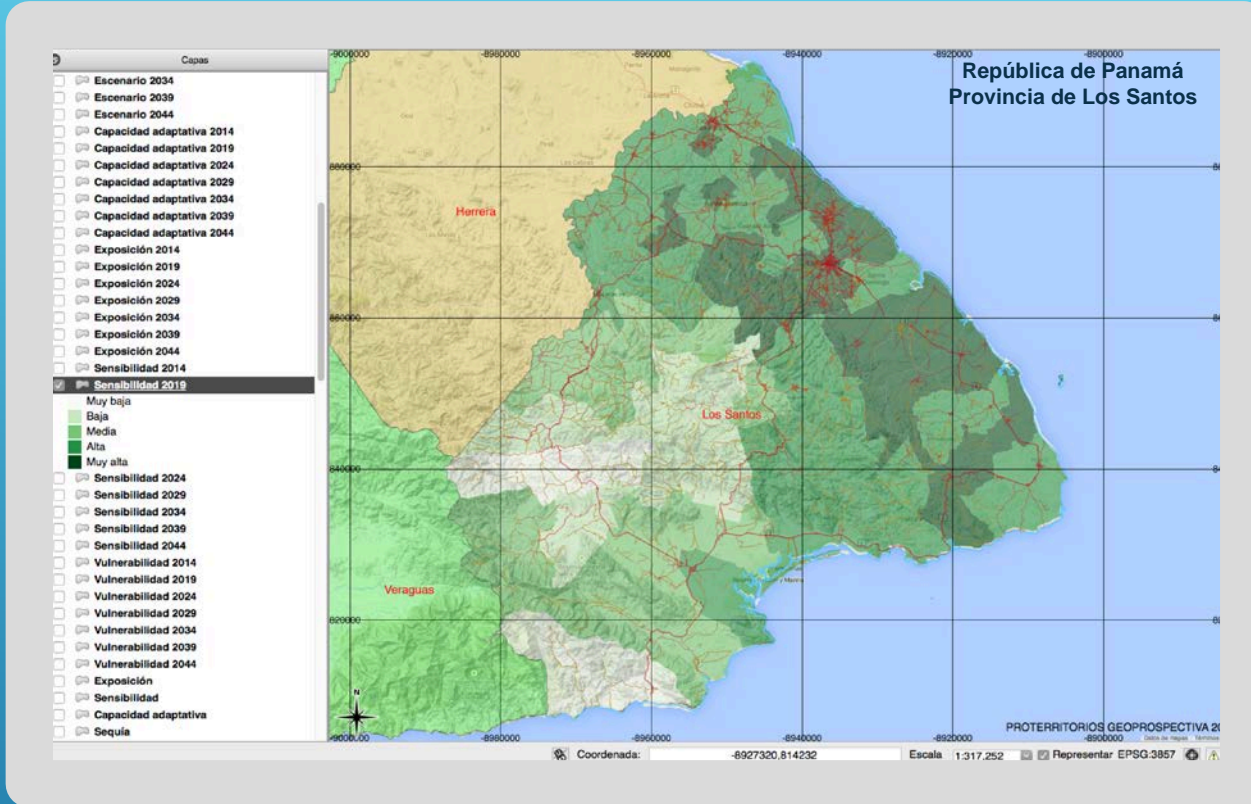 Capas
Escenario 2034
Escenario 2039
Escenario 2044
Capacidad adaptativa 2014
Capacidad adaptativa 2019
Capacidad adaptativa 2024
Capacidad adaptativa 2029
Capacidad adaptativa 2034
Capacidad adaptativa 2039
Capacidad adaptativa 2044
Exposición 2014
Exposición 2019
Exposición 2024
Exposición 2029
Exposición 2034
Exposición 2039
Exposición 2044
Sensibilidad 2014
Sensibilidad 2019
Muy baja
Baja
Media
Alta
Muy alta
Sensibilidad 2024
Sensibilidad 2029
Sensibilidad 2034
Sensibilidad 2039
Sensibilidad 2044
Vulnerabilidad 2014
Vulnerabilidad 2019
Vulnerabilidad 2024
Vulnerabilidad 2029
Vulnerabilidad 2034
Vulnerabilidad 2039
Vulnerabilidad 2044
Exposición
Sensibilidad
Capacidad adaptativa
Sequía
-9000000 -8980000 -8960000 -8940000 -8920000 -8900000
República de Panamá
Provincia de Los Santos
880000
Herrera
860000
Los Santos
840000
Veraguas
820000
N
PROTERRITORIOS GEOPROSPECTIVA 20
-9000000 -8980000 -8960000 -8940000 -8920000 -8900000
Coordenada: -8927320,814232 Escala 1:317,252 Representar EPSG:3857